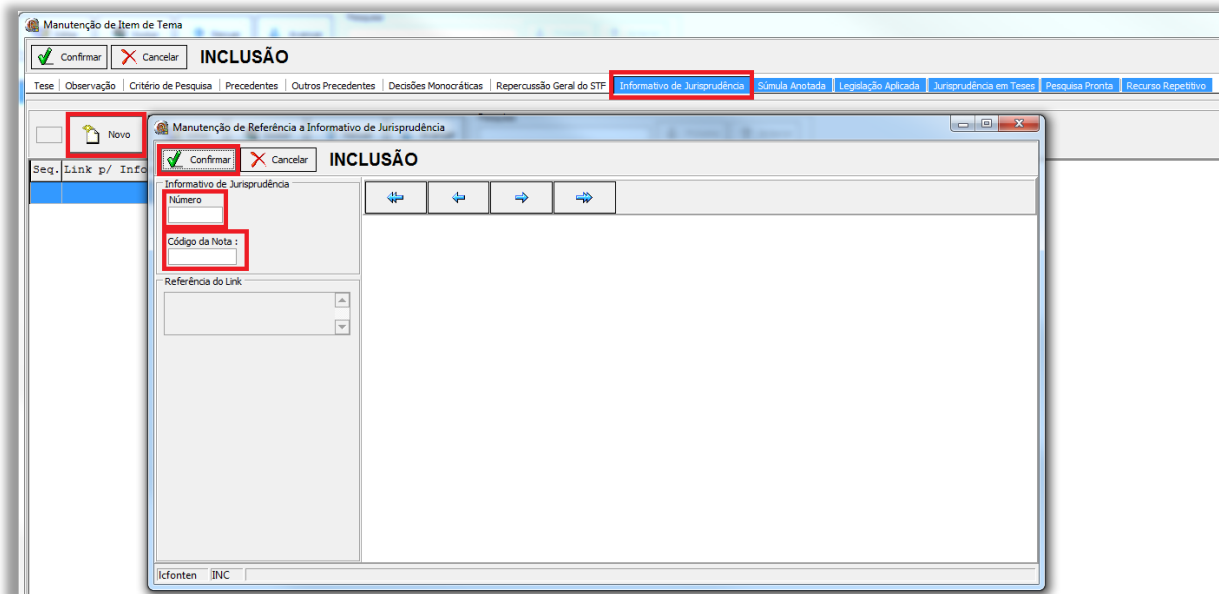 Manutenção de Item de Tema
Confirmar Cancelar INCLUSÃO
Tese Observação Critério de Pesquisa Precedentes Outros Precedentes Decisões Monocráticas Repercussão Geral do STF Informativo de Jurisprudência Súmula Anotada Legislação Aplicada Jurisprudência em Teses Pesquisa Pronta Recurso Repetitivo
Novo
Seq. Link p/ Info
Manutenção de Referência a Informativo de Jurisprudência
Confirmar Cancelar INCLUSÃO
Informativo de Jurisprudência
Número
Código da Nota :
Referência do Link
lcfonten INC